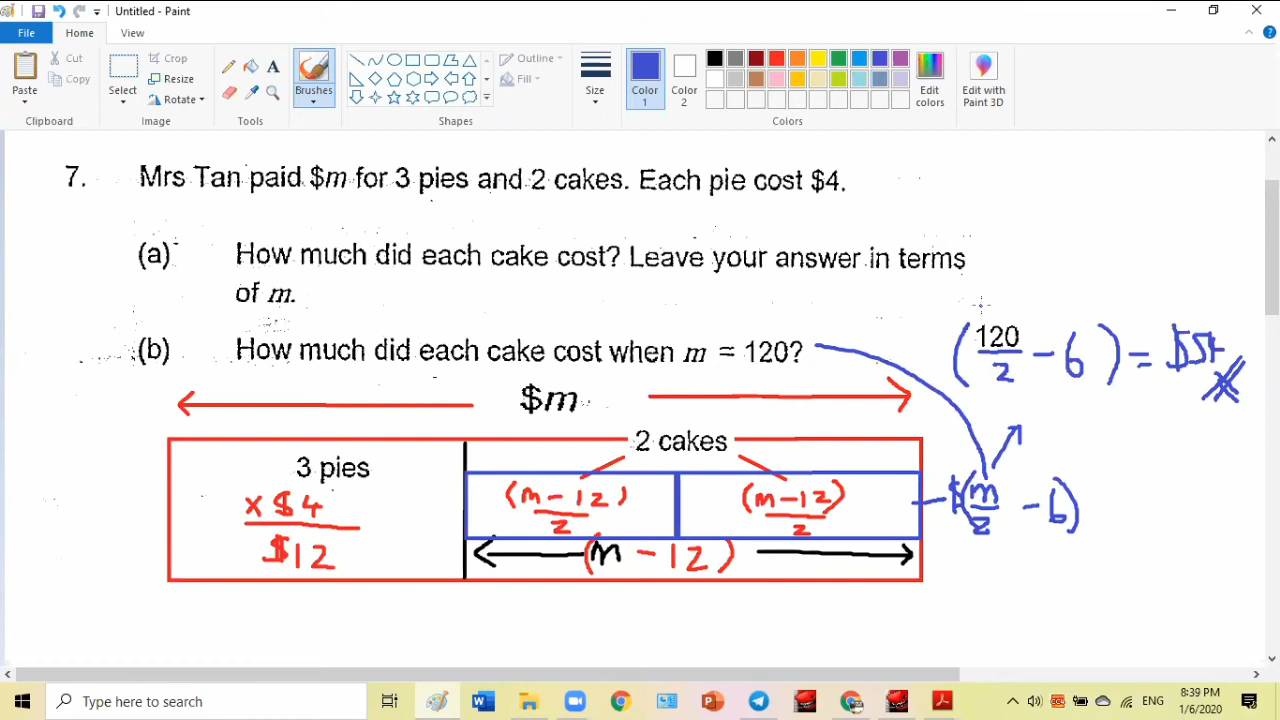 Untitled - Paint
File Home View
Paste Cut Copy Select Crop Resize Rotate Brushes Outline Fill Size Color 1 Color 2 Edit colors Edit with Paint 3D
Clipboard Image Tools Shapes Colors
7. Mrs Tan paid $m for 3 pies and 2 cakes. Each pie cost $4.
(a) How much did each cake cost? Leave your answer in terms
of m.
(b) How much did each cake cost when m = 120?
(120/2 - 6) = $54
$m
3 pies
2 cakes
x $4
$12
(m - 12)/2
(m - 12)/2
$(m/2 - 6)
(m - 12)
Type here to search
ENG
8:39 PM
1/6/2020